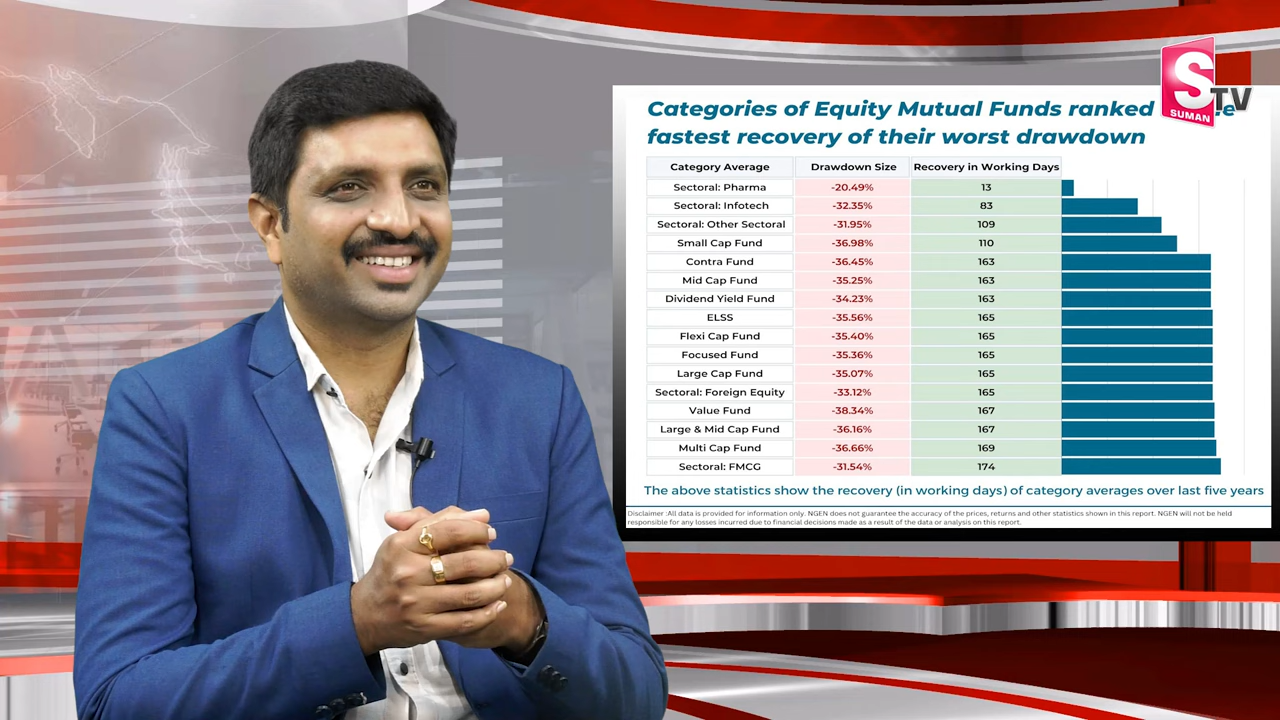 S
SUMAN
TV
Categories of Equity Mutual Funds ranked
fastest recovery of their worst drawdown
Category Average Drawdown Size Recovery in Working Days
Sectoral: Pharma -20.49% 13
Sectoral: Infotech -32.35% 83
Sectoral: Other Sectoral -31.95% 109
Small Cap Fund -36.98% 110
Contra Fund -36.45% 163
Mid Cap Fund -35.25% 163
Dividend Yield Fund -34.23% 163
ELSS -35.56% 165
Flexi Cap Fund -35.40% 165
Focused Fund -35.36% 165
Large Cap Fund -35.07% 165
Sectoral: Foreign Equity -33.12% 165
Value Fund -38.34% 167
Large & Mid Cap Fund -36.16% 167
Multi Cap Fund -36.66% 169
Sectoral: FMCG -31.54% 174
The above statistics show the recovery (in working days) of category averages over last five years
Disclaimer :All data is provided for information only. NGEN does not guarantee the accuracy of the prices, returns and other statistics shown in this report. NGEN will not be held
responsible for any losses incurred due to financial decisions made as a result of the data or analysis on this report.